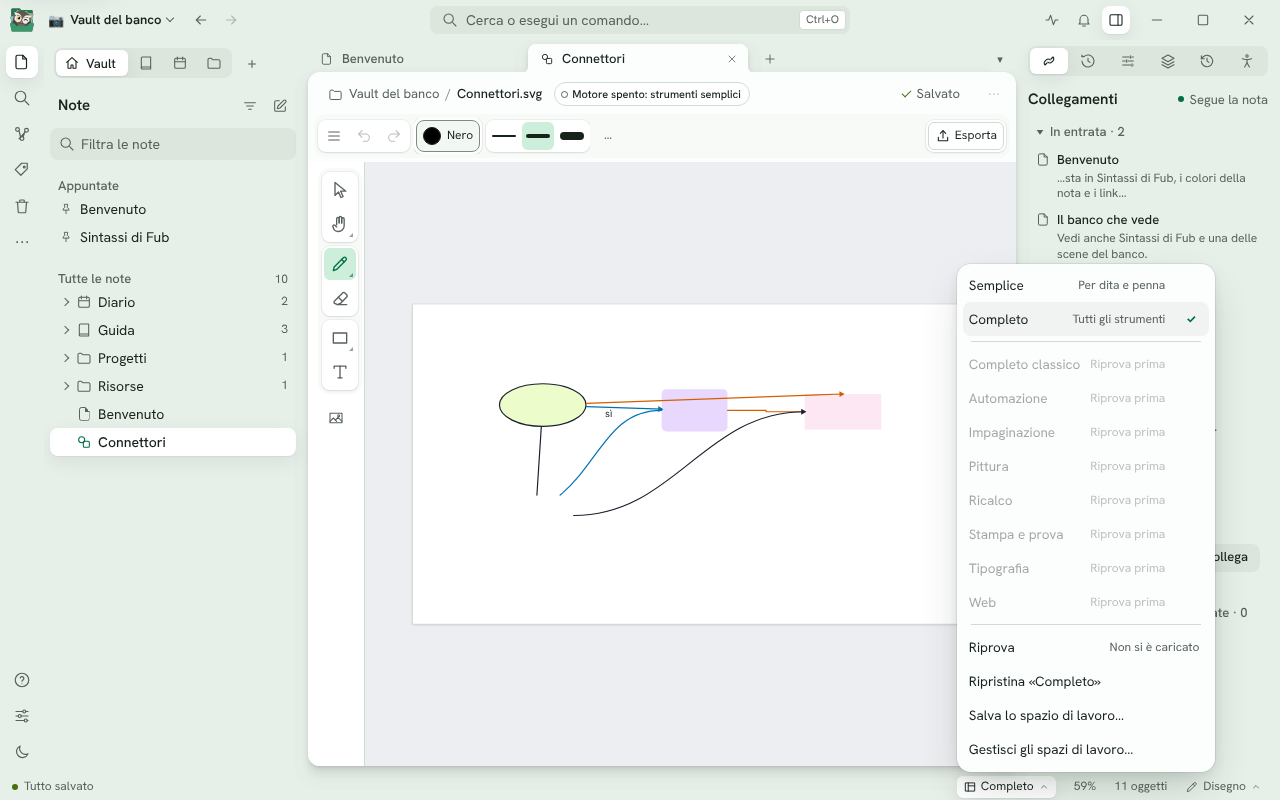 Vault del banco
Cerca o esegui un comando...
Ctrl+O
Vault
Note
Filtra le note
Appuntate
Benvenuto
Sintassi di Fub
Tutte le note 10
Diario 2
Guida 3
Progetti 1
Risorse 1
Benvenuto
Connettori
Tutto salvato
Benvenuto
Connettori
Vault del banco / Connettori.svg
Motore spento: strumenti semplici
Salvato
Nero
...
Esporta
sì
Collegamenti
Segue la nota
In entrata · 2
Benvenuto
...sta in Sintassi di Fub, i colori della
nota e i link...
Il banco che vede
Vedi anche Sintassi di Fub e una delle
scene del banco.
ollega
ate · 0
Semplice Per dita e penna
Completo Tutti gli strumenti
Completo classico Riprova prima
Automazione Riprova prima
Impaginazione Riprova prima
Pittura Riprova prima
Ricalco Riprova prima
Stampa e prova Riprova prima
Tipografia Riprova prima
Web Riprova prima
Riprova Non si è caricato
Ripristina «Completo»
Salva lo spazio di lavoro...
Gestisci gli spazi di lavoro...
Completo
59%
11 oggetti
Disegno